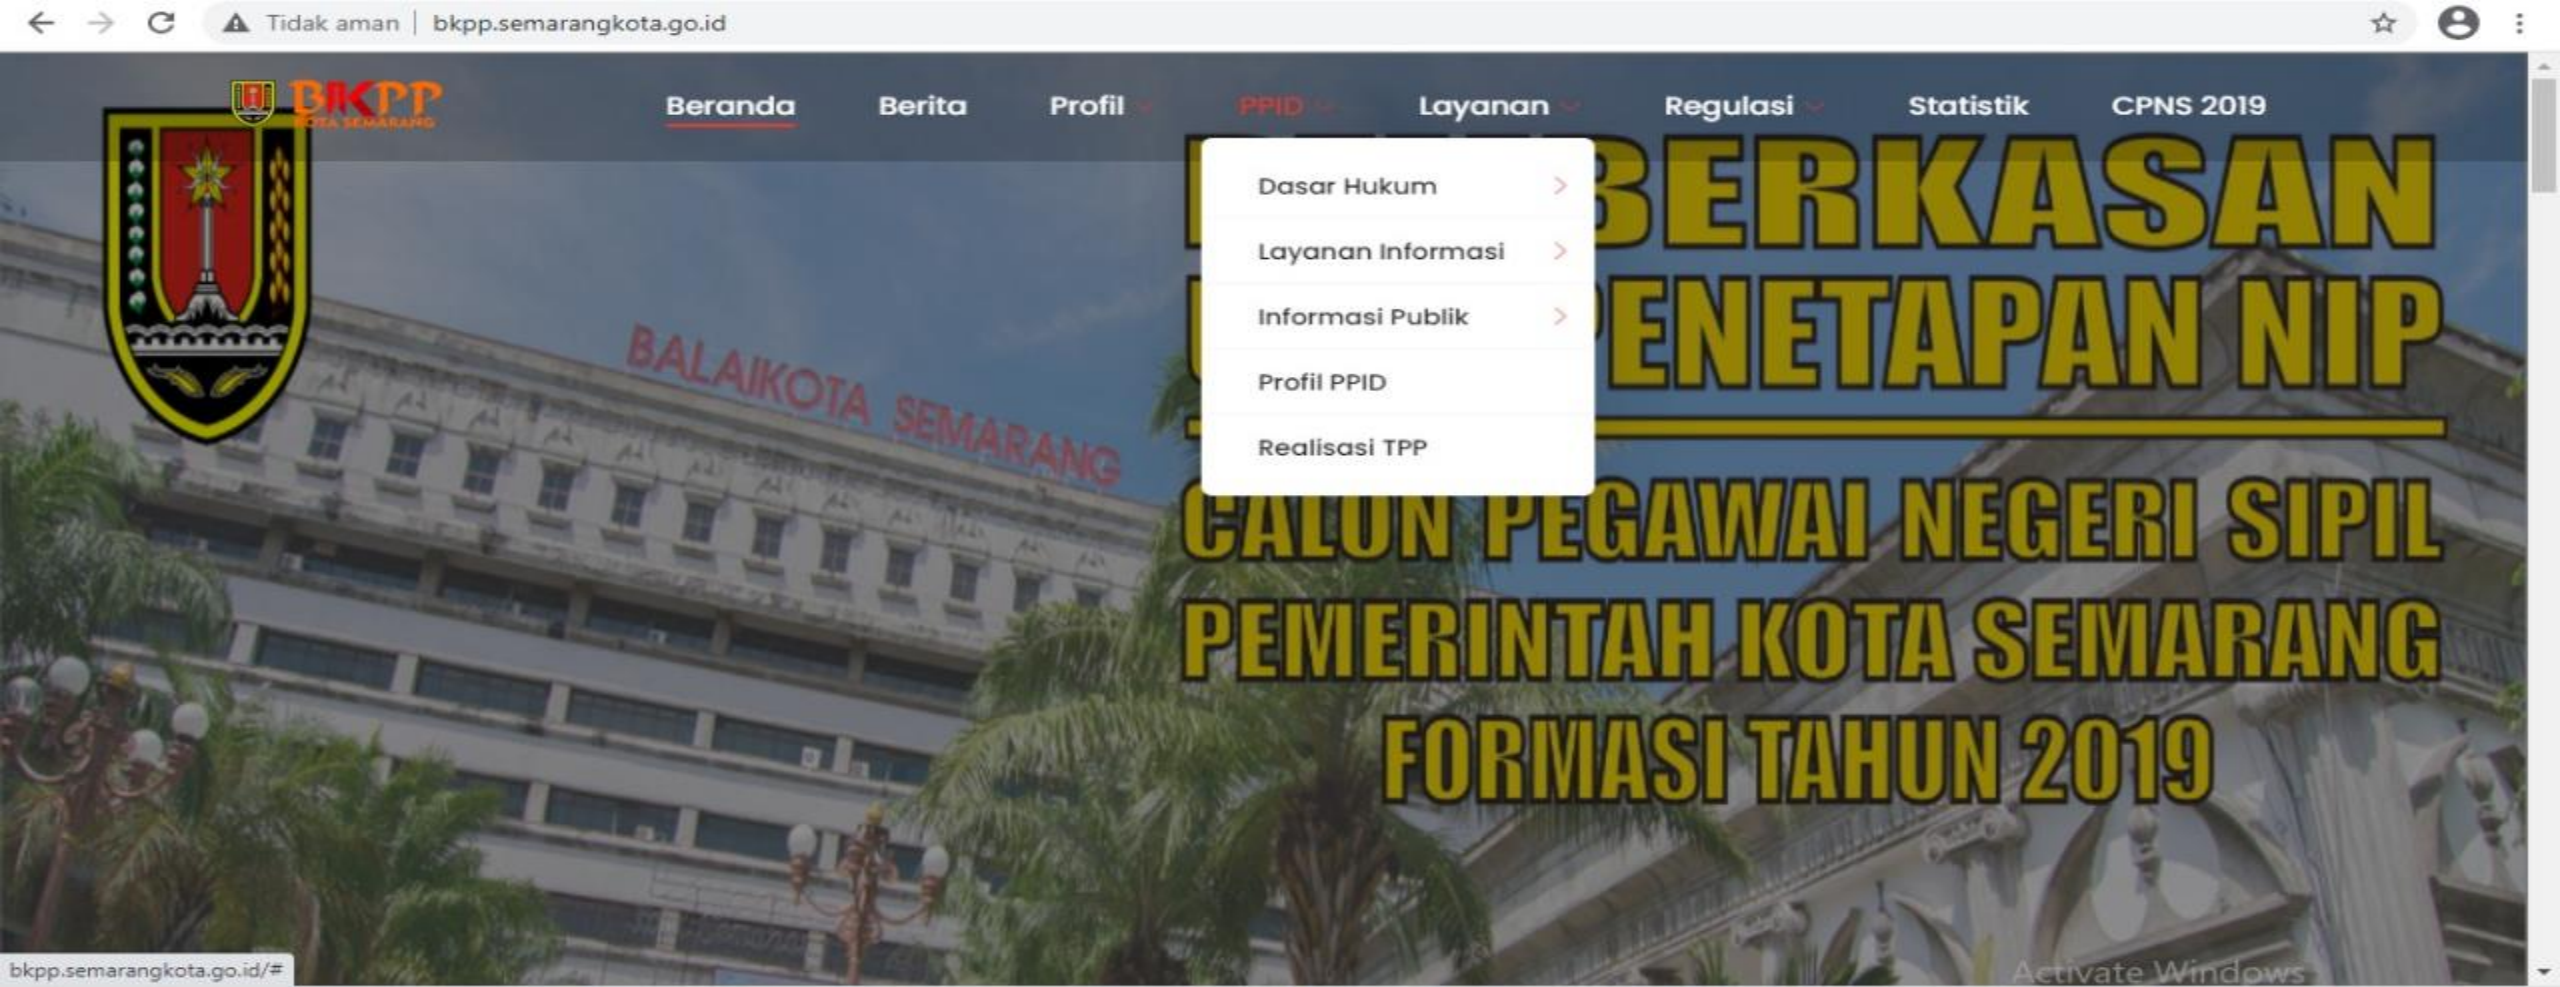 Tidak aman | bkpp.semarangkota.go.id
BKPP
KOTA SEMARANG
Beranda Berita Profil PPID Layanan Regulasi Statistik CPNS 2019
BERKASAN
Dasar Hukum
Layanan Informasi
Informasi Publik
Profil PPID
Realisasi TPP
PENETAPAN NIP
BALAIKOTA SEMARANG
CALON PEGAWAI NEGERI SIPIL
PEMERINTAH KOTA SEMARANG
FORMASI TAHUN 2019
bkpp.semarangkota.go.id/#
Activate Windows